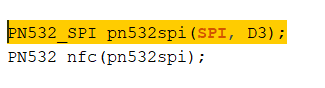 PN532_SPI pn532spi(SPI, D3);
PN532 nfc(pn532spi);